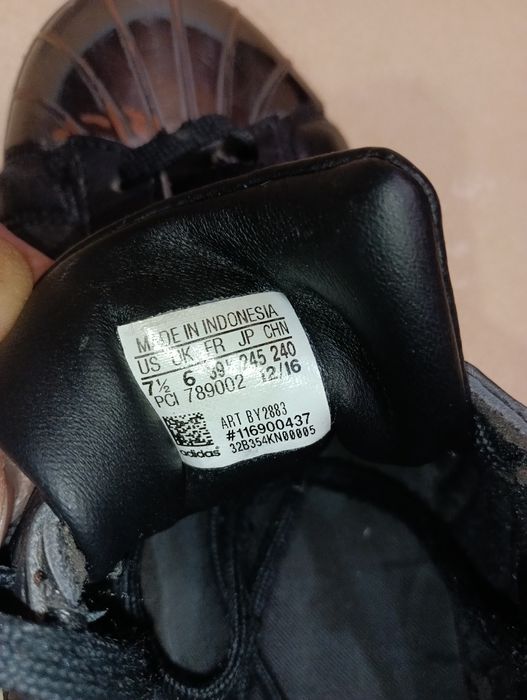 MADE IN INDONESIA
US UK FR JP CHN
7½ 6 39⅓ 245 240
PCI 789002 12/16
ART BY2883
#116900437
adidas 32B354KN00005